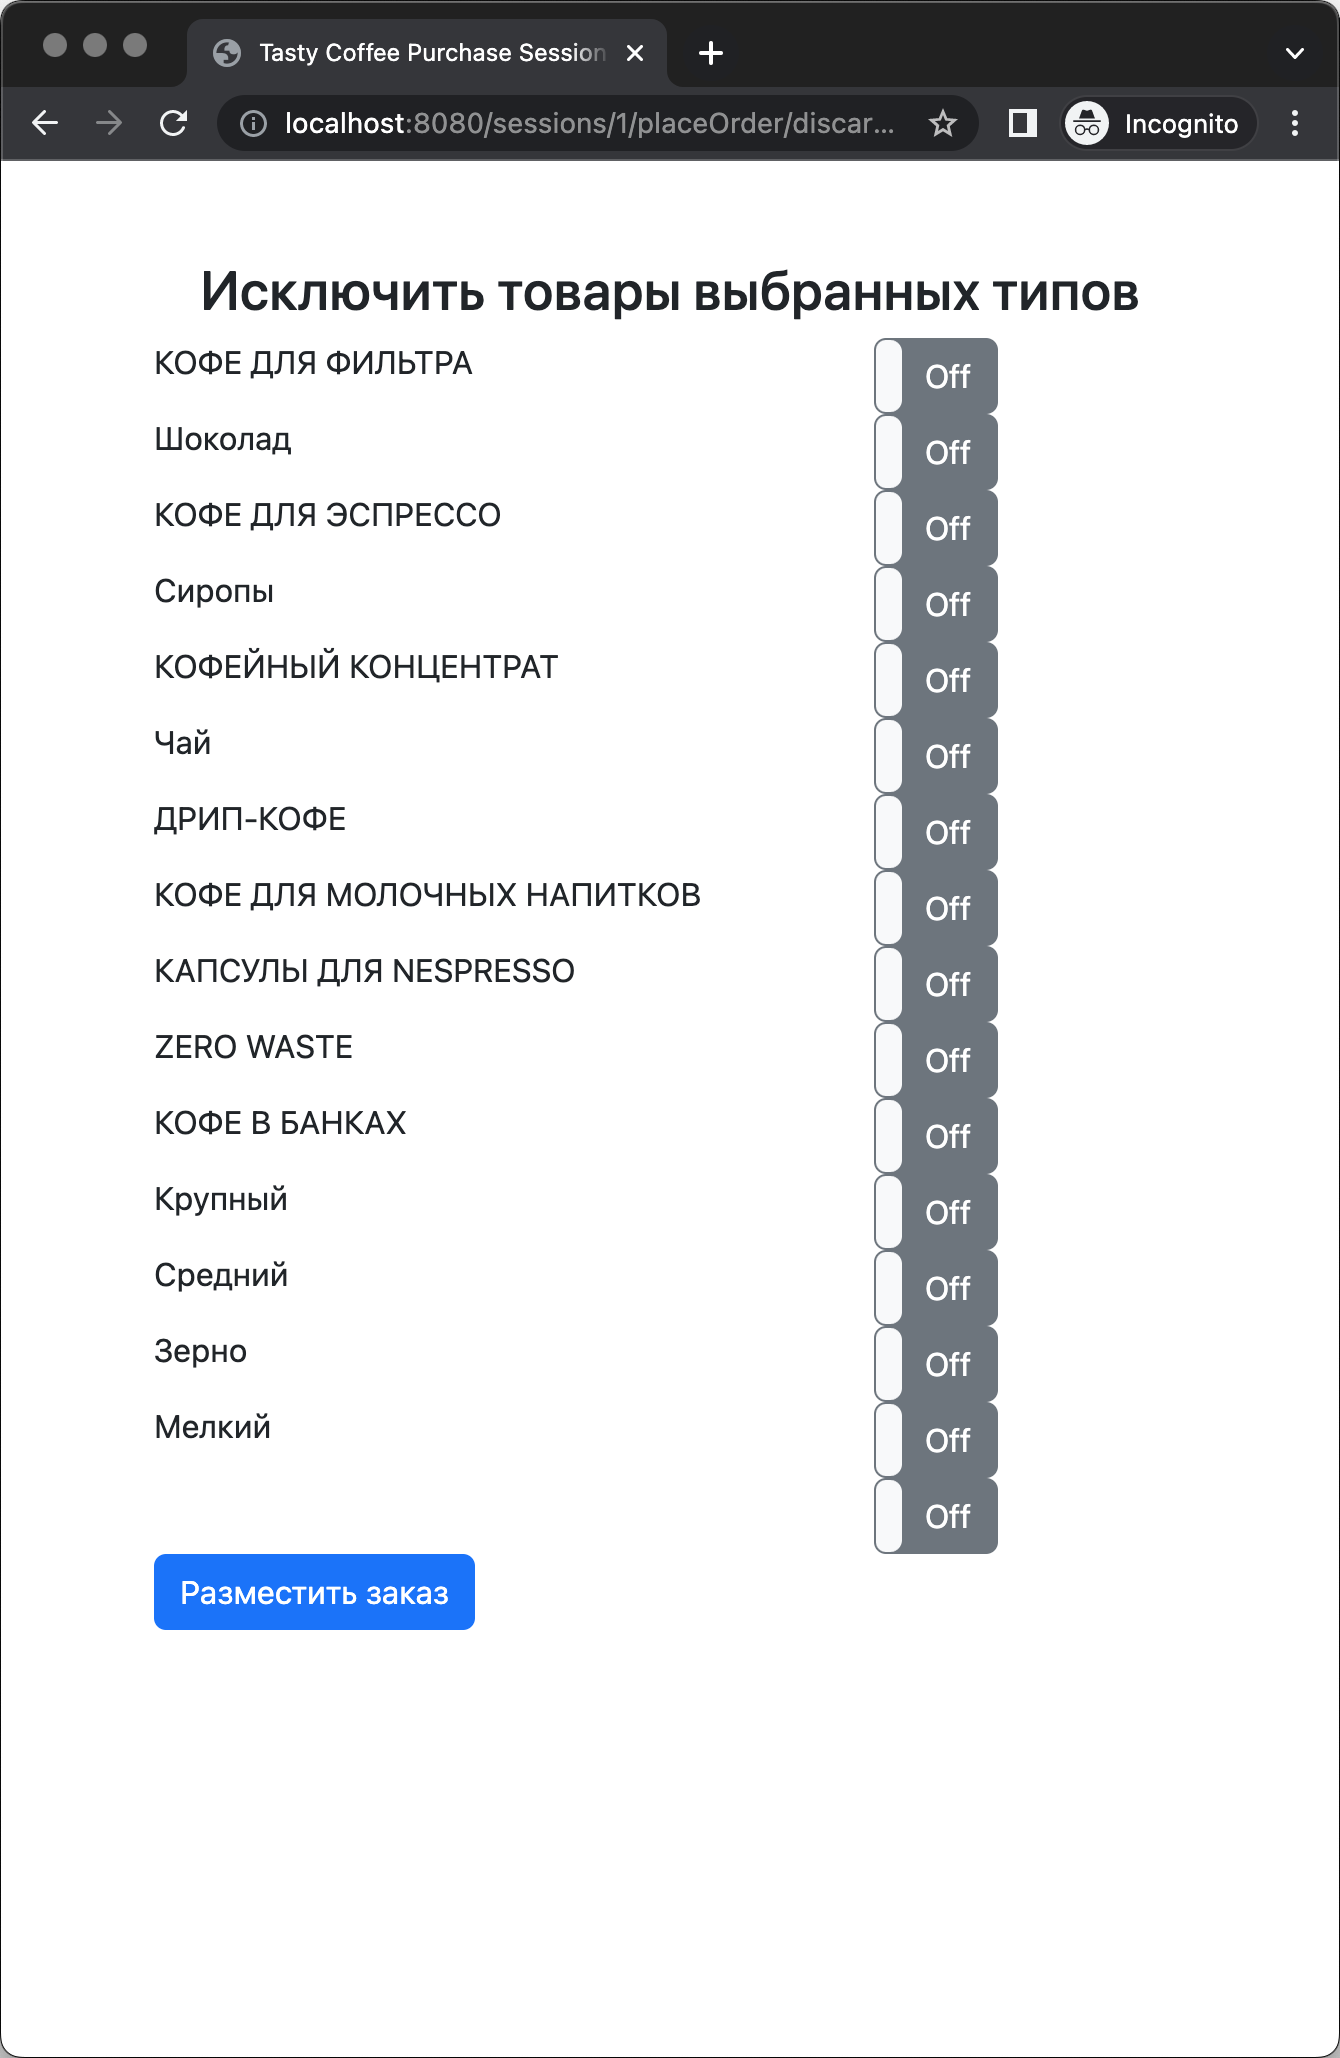 Tasty Coffee Purchase Session
localhost:8080/sessions/1/placeOrder/discar...
Incognito
Исключить товары выбранных типов
КОФЕ ДЛЯ ФИЛЬТРА Off
Шоколад Off
КОФЕ ДЛЯ ЭСПРЕССО Off
Сиропы Off
КОФЕЙНЫЙ КОНЦЕНТРАТ Off
Чай Off
ДРИП-КОФЕ Off
КОФЕ ДЛЯ МОЛОЧНЫХ НАПИТКОВ Off
КАПСУЛЫ ДЛЯ NESPRESSO Off
ZERO WASTE Off
КОФЕ В БАНКАХ Off
Крупный Off
Средний Off
Зерно Off
Мелкий Off
Off
Разместить заказ